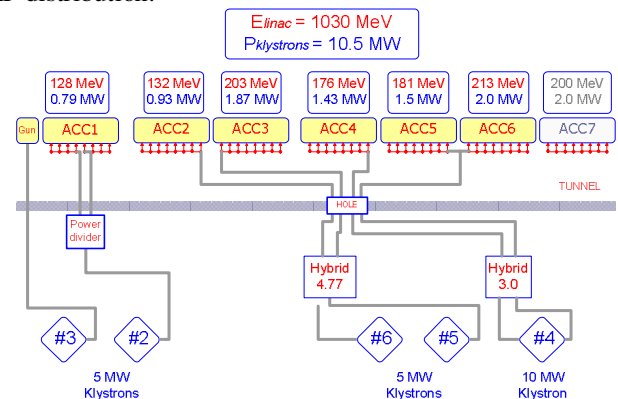 E linac = 1030 MeV
P klystrons = 10.5 MW
128 MeV
0.79 MW
132 MeV
0.93 MW
203 MeV
1.87 MW
176 MeV
1.43 MW
181 MeV
1.5 MW
213 MeV
2.0 MW
200 MeV
2.0 MW
Gun
ACC1
ACC2
ACC3
ACC4
ACC5
ACC6
ACC7
TUNNEL
HOLE
Power
divider
Hybrid
4.77
Hybrid
3.0
#3
#2
#6
#5
#4
5 MW
Klystrons
5 MW
Klystrons
10 MW
Klystron